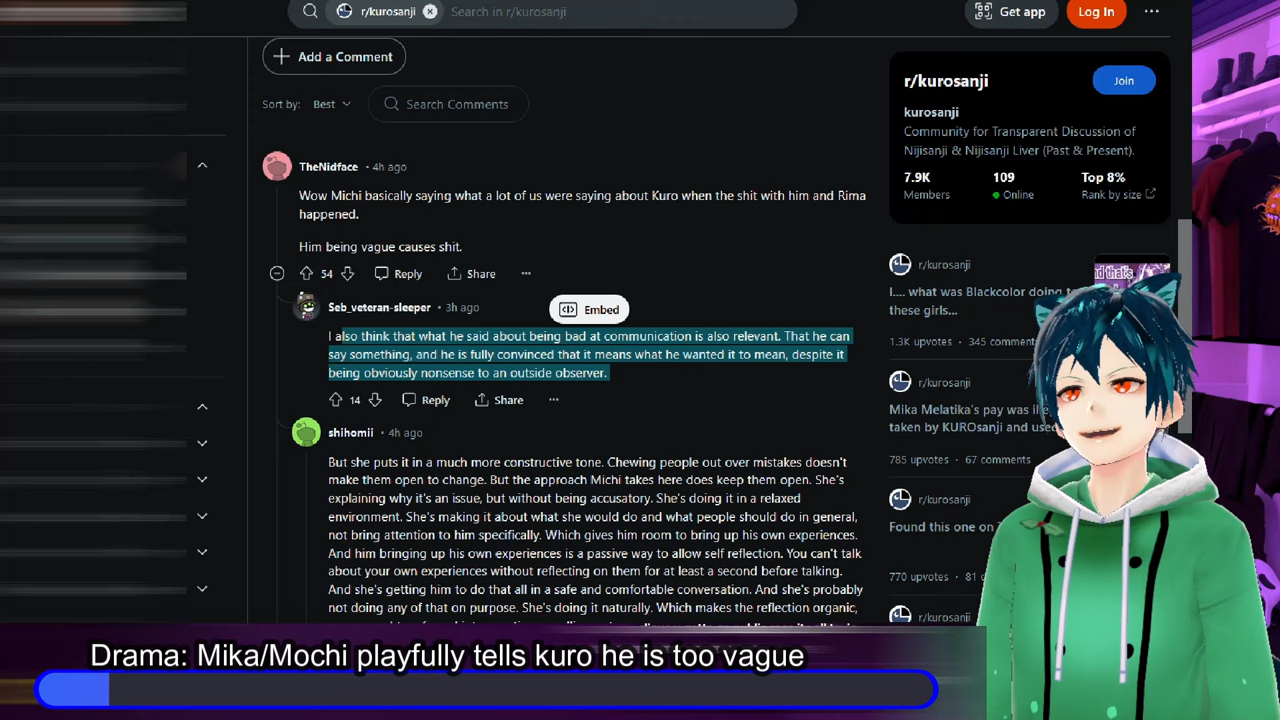 r/kurosanji
Search in r/kurosanji
Get app
Log In
Add a Comment
Sort by:
Best
Search Comments
TheNidface • 4h ago
Wow Michi basically saying what a lot of us were saying about Kuro when the shit with him and Rima
happened.
Him being vague causes shit.
54
Reply
Share
Seb_veteran-sleeper • 3h ago
Embed
I also think that what he said about being bad at communication is also relevant. That he can
say something, and he is fully convinced that it means what he wanted it to mean, despite it
being obviously nonsense to an outside observer.
14
Reply
Share
shihomii • 4h ago
But she puts it in a much more constructive tone. Chewing people out over mistakes doesn't
make them open to change. But the approach Michi takes here does keep them open. She's
explaining why it's an issue, but without being accusatory. She's doing it in a relaxed
environment. She's making it about what she would do and what people should do in general,
not bring attention to him specifically. Which gives him room to bring up his own experiences.
And him bringing up his own experiences is a passive way to allow self reflection. You can't talk
about your own experiences without reflecting on them for at least a second before talking.
And she's getting him to do that all in a safe and comfortable conversation. And she's probably
not doing any of that on purpose. She's doing it naturally. Which makes the reflection organic,
r/kurosanji
Join
kurosanji
Community for Transparent Discussion of
Nijisanji & Nijisanji Liver (Past & Present).
7.9K
109
Top 8%
Members
Online
Rank by size
r/kurosanji
I.... what was Blackcolor doing to
these girls...
1.3K upvotes • 345 comments
r/kurosanji
Mika Melatika's pay was
taken by KUROsanji and
785 upvotes • 67 comments
r/kurosanji
Found this one on
770 upvotes • 81
r/kurosanji
Drama: Mika/Mochi playfully tells kuro he is too vague